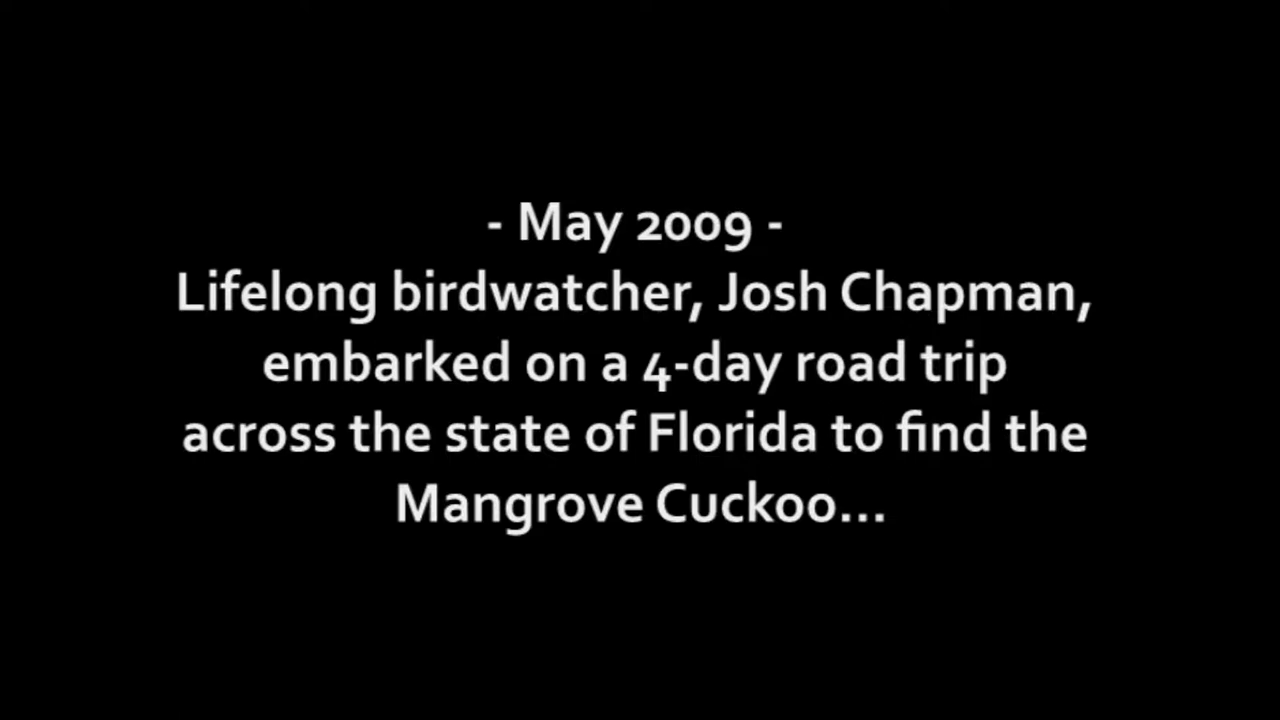 - May 2009 -
Lifelong birdwatcher, Josh Chapman,
embarked on a 4-day road trip
across the state of Florida to find the
Mangrove Cuckoo...